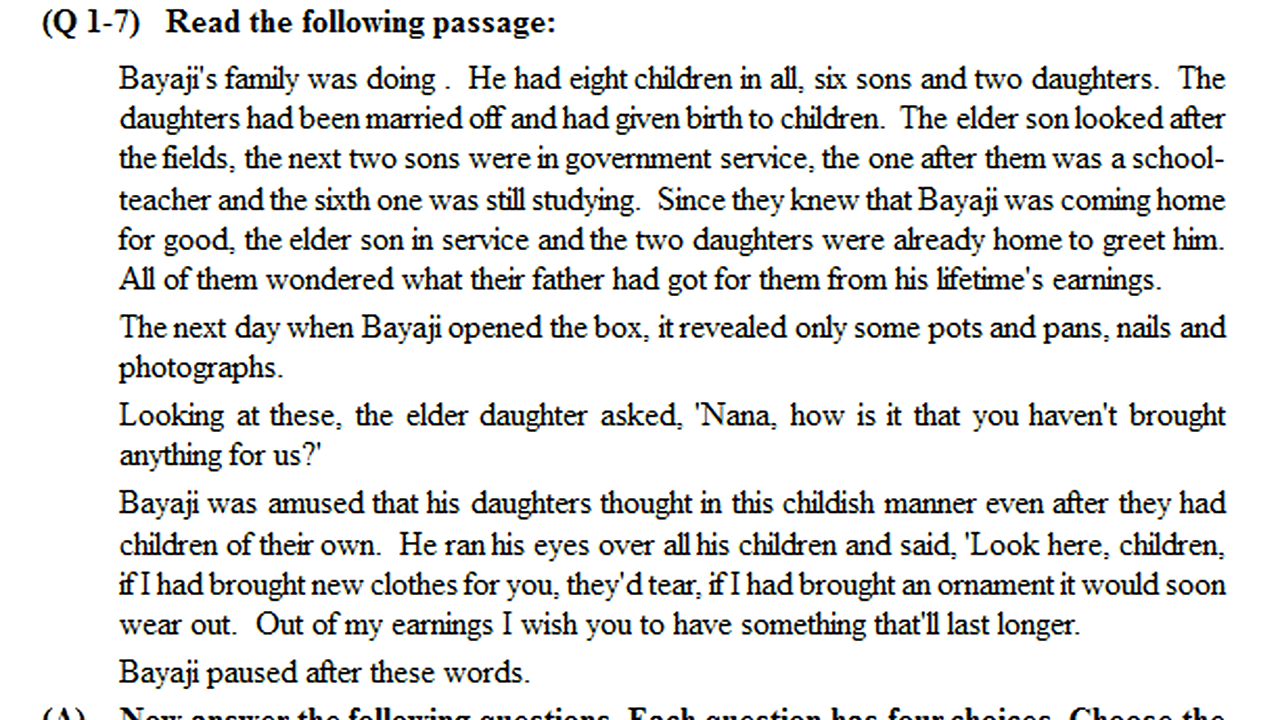 (Q 1-7) Read the following passage:
Bayaji's family was doing . He had eight children in all, six sons and two daughters. The
daughters had been married off and had given birth to children. The elder son looked after
the fields, the next two sons were in government service, the one after them was a school-
teacher and the sixth one was still studying. Since they knew that Bayaji was coming home
for good, the elder son in service and the two daughters were already home to greet him.
All of them wondered what their father had got for them from his lifetime's earnings.
The next day when Bayaji opened the box, it revealed only some pots and pans, nails and
photographs.
Looking at these, the elder daughter asked, 'Nana, how is it that you haven't brought
anything for us?'
Bayaji was amused that his daughters thought in this childish manner even after they had
children of their own. He ran his eyes over all his children and said, 'Look here, children,
if I had brought new clothes for you, they'd tear, if I had brought an ornament it would soon
wear out. Out of my earnings I wish you to have something that'll last longer.
Bayaji paused after these words.
(A) Now answer the following questions. Each question has four choices. Choose the